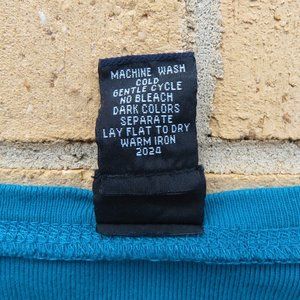 MACHINE WASH
COLD
GENTLE CYCLE
NO BLEACH
DARK COLORS
SEPARATE
LAY FLAT TO DRY
WARM IRON
2024